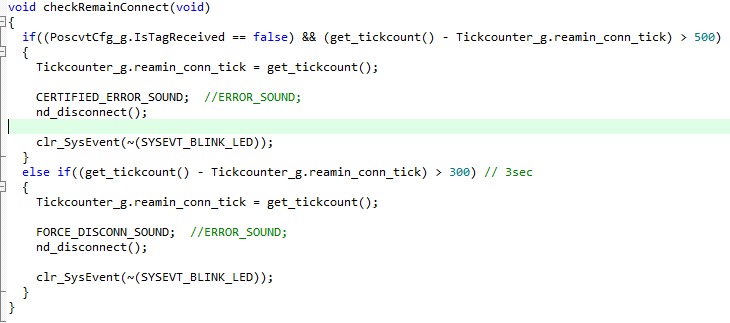 void checkRemainConnect(void)
{
if((PoscvtCfg_g.IsTagReceived == false) && (get_tickcount() - Tickcounter_g.reamin_conn_tick) > 500)
{
Tickcounter_g.reamin_conn_tick = get_tickcount();
CERTIFIED_ERROR_SOUND; //ERROR_SOUND;
nd_disconnect();
clr_SysEvent(~(SYSEVT_BLINK_LED));
}
else if((get_tickcount() - Tickcounter_g.reamin_conn_tick) > 300) // 3sec
{
Tickcounter_g.reamin_conn_tick = get_tickcount();
FORCE_DISCONN_SOUND; //ERROR_SOUND;
nd_disconnect();
clr_SysEvent(~(SYSEVT_BLINK_LED));
}
}